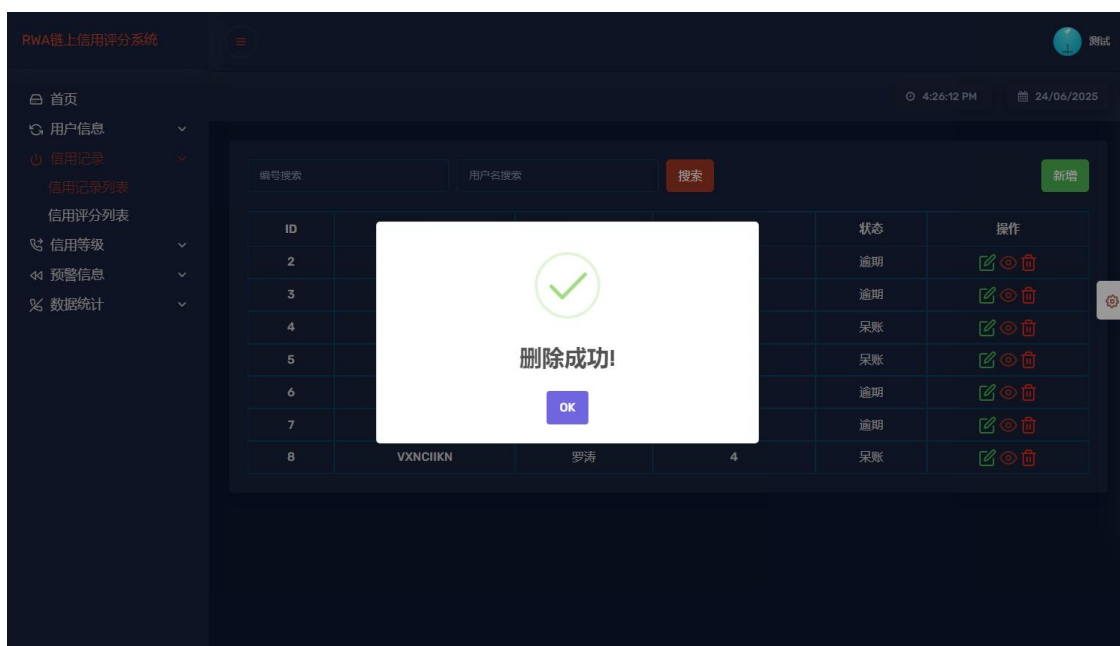 RWA链上信用评分系统
测试
首页
4:26:12 PM
24/06/2025
用户信息
信用记录
信用记录列表
信用评分列表
信用等级
预警信息
数据统计
编号搜索
用户名搜索
搜索
新增
ID 状态 操作
2 逾期
3 逾期
4 呆账
5 呆账
6 逾期
7 逾期
8 VXNCIIKN 罗涛 4 呆账
删除成功!
OK